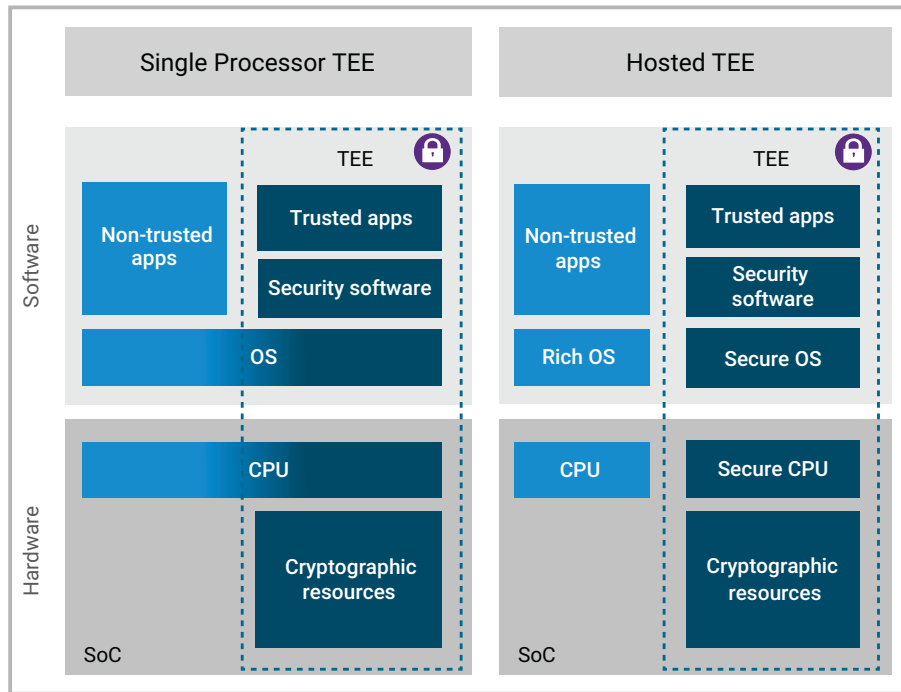 Single Processor TEE
Hosted TEE
Software
TEE
Non-trusted
apps
Trusted apps
Security software
OS
TEE
Non-trusted
apps
Trusted apps
Security
software
Rich OS
Secure OS
Hardware
CPU
Cryptographic
resources
SoC
CPU
Secure CPU
Cryptographic
resources
SoC